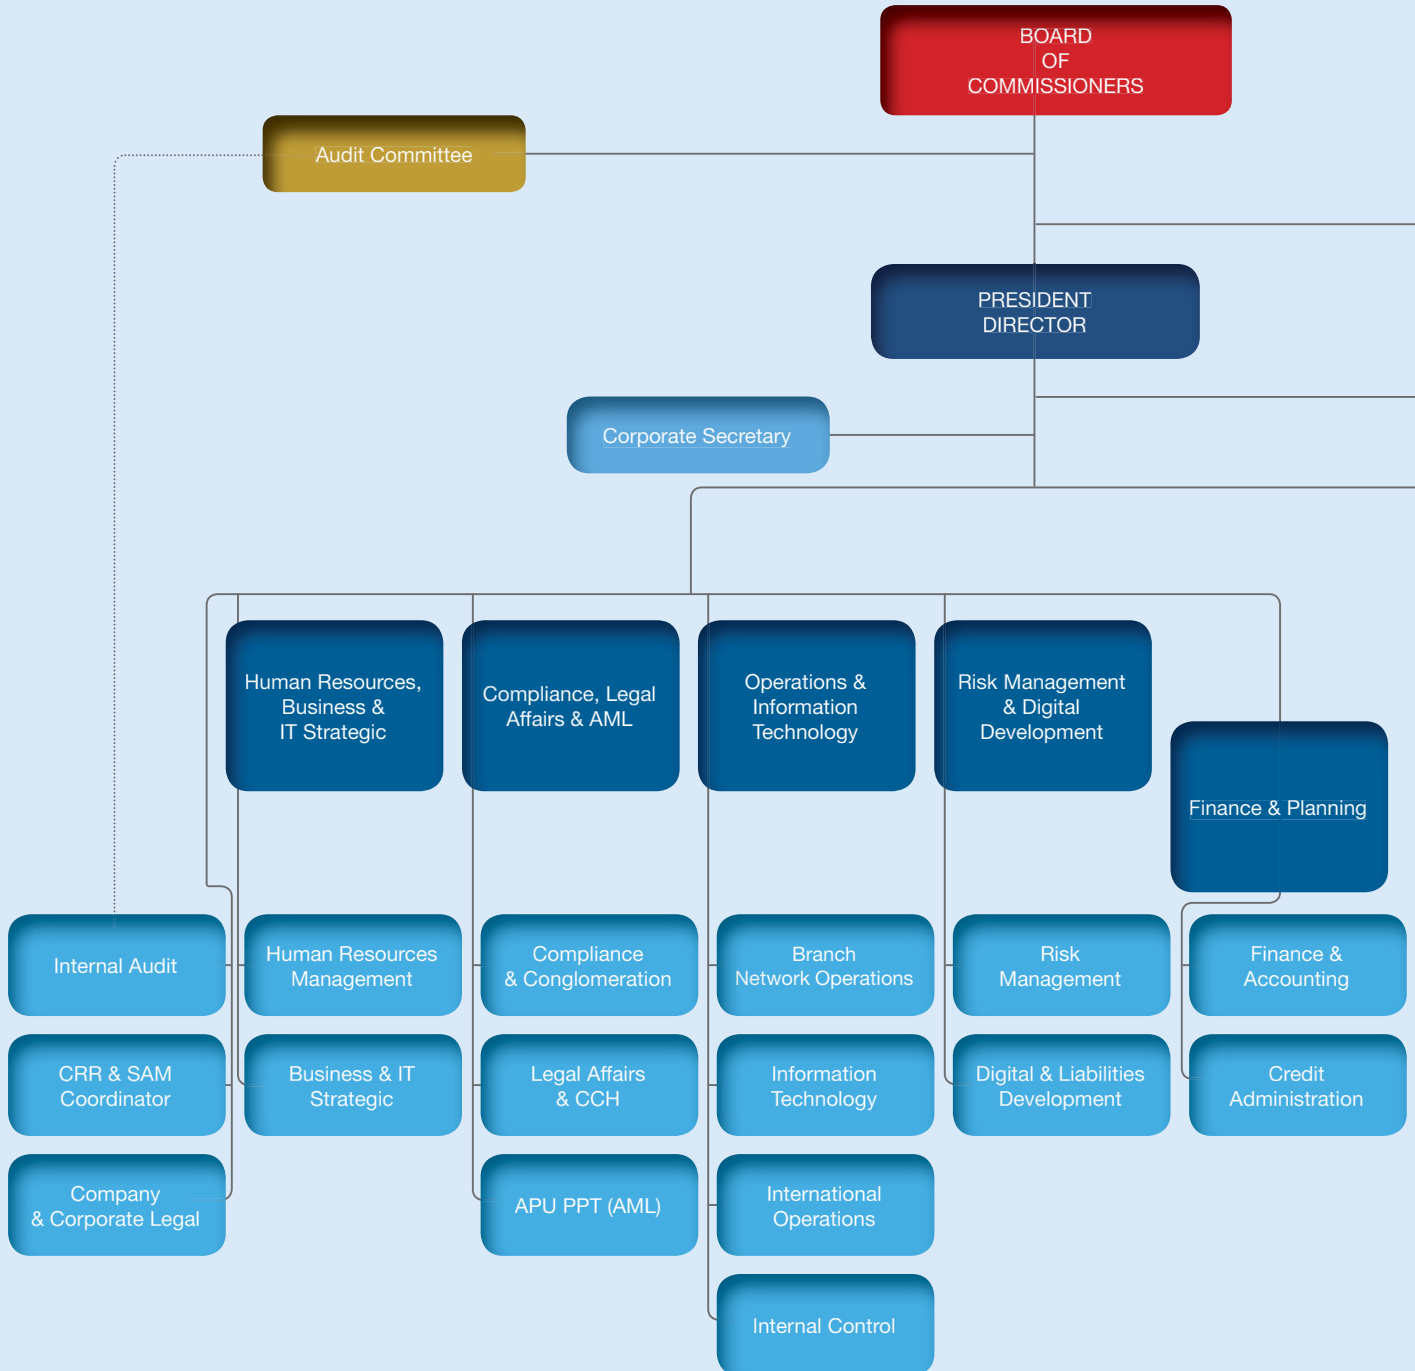 BOARD
OF
COMMISSIONERS
Audit Committee
PRESIDENT
DIRECTOR
Corporate Secretary
Human Resources,
Business &
IT Strategic
Compliance, Legal
Affairs & AML
Operations &
Information
Technology
Risk Management
& Digital
Development
Finance & Planning
Internal Audit
Human Resources
Management
Compliance
& Conglomeration
Branch
Network Operations
Risk
Management
Finance &
Accounting
CRR & SAM
Coordinator
Business & IT
Strategic
Legal Affairs
& CCH
Information
Technology
Digital & Liabilities
Development
Credit
Administration
Company
& Corporate Legal
APU PPT (AML)
International
Operations
Internal Control